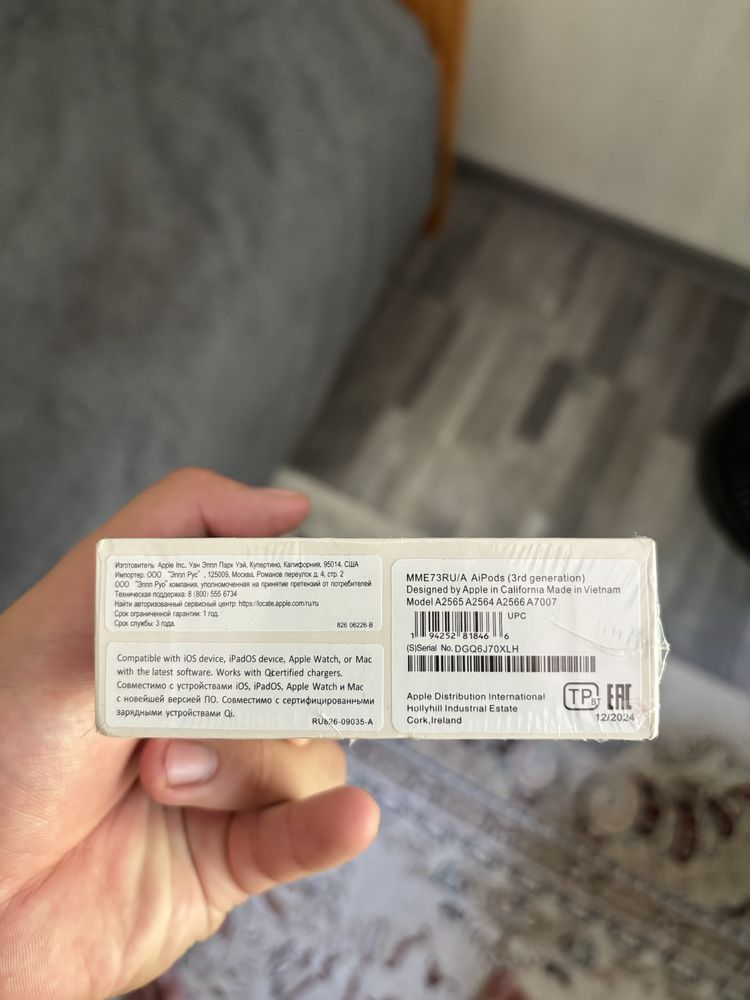 Изготовитель: Apple Inc. Уан Эппл Парк Уэй, Купертино, Калифорния, 95014, США
Импортер: ООО "Эппл Рус" , 125009, Москва. Романов переулок д. 4, стр. 2
ООО "Эппл Руо" компания, уполномоченная на принятие претензий от потребителей
Техническая поддержка: 8 (800) 555 6734
Найти авторизованный сервисный центр: https://locate.apple.com.ru/ru
Срок ограниченной гарантии: 1 год.
Срок службы: 3 года.
826 06226-B
Compatible with iOS device, iPadOS device, Apple Watch, or Mac
with the latest software. Works with Qi-certified chargers.
Совместимо с устройствами iOS, iPadOS, Apple Watch и Mac
с новейшей версией ПО. Совместимо с сертифицированными
зарядными устройствами Qi.
RU826-09035-A
MME73RU/A AiPods (3rd generation)
Designed by Apple in California Made in Vietnam
Model A2565 A2564 A2566 A7007
UPC
1 94252 81846 6
(S)Serial No. DGQ6J70XLH
Apple Distribution International
Hollyhill Industrial Estate
Cork,Ireland
TP BT EAC
12/2024